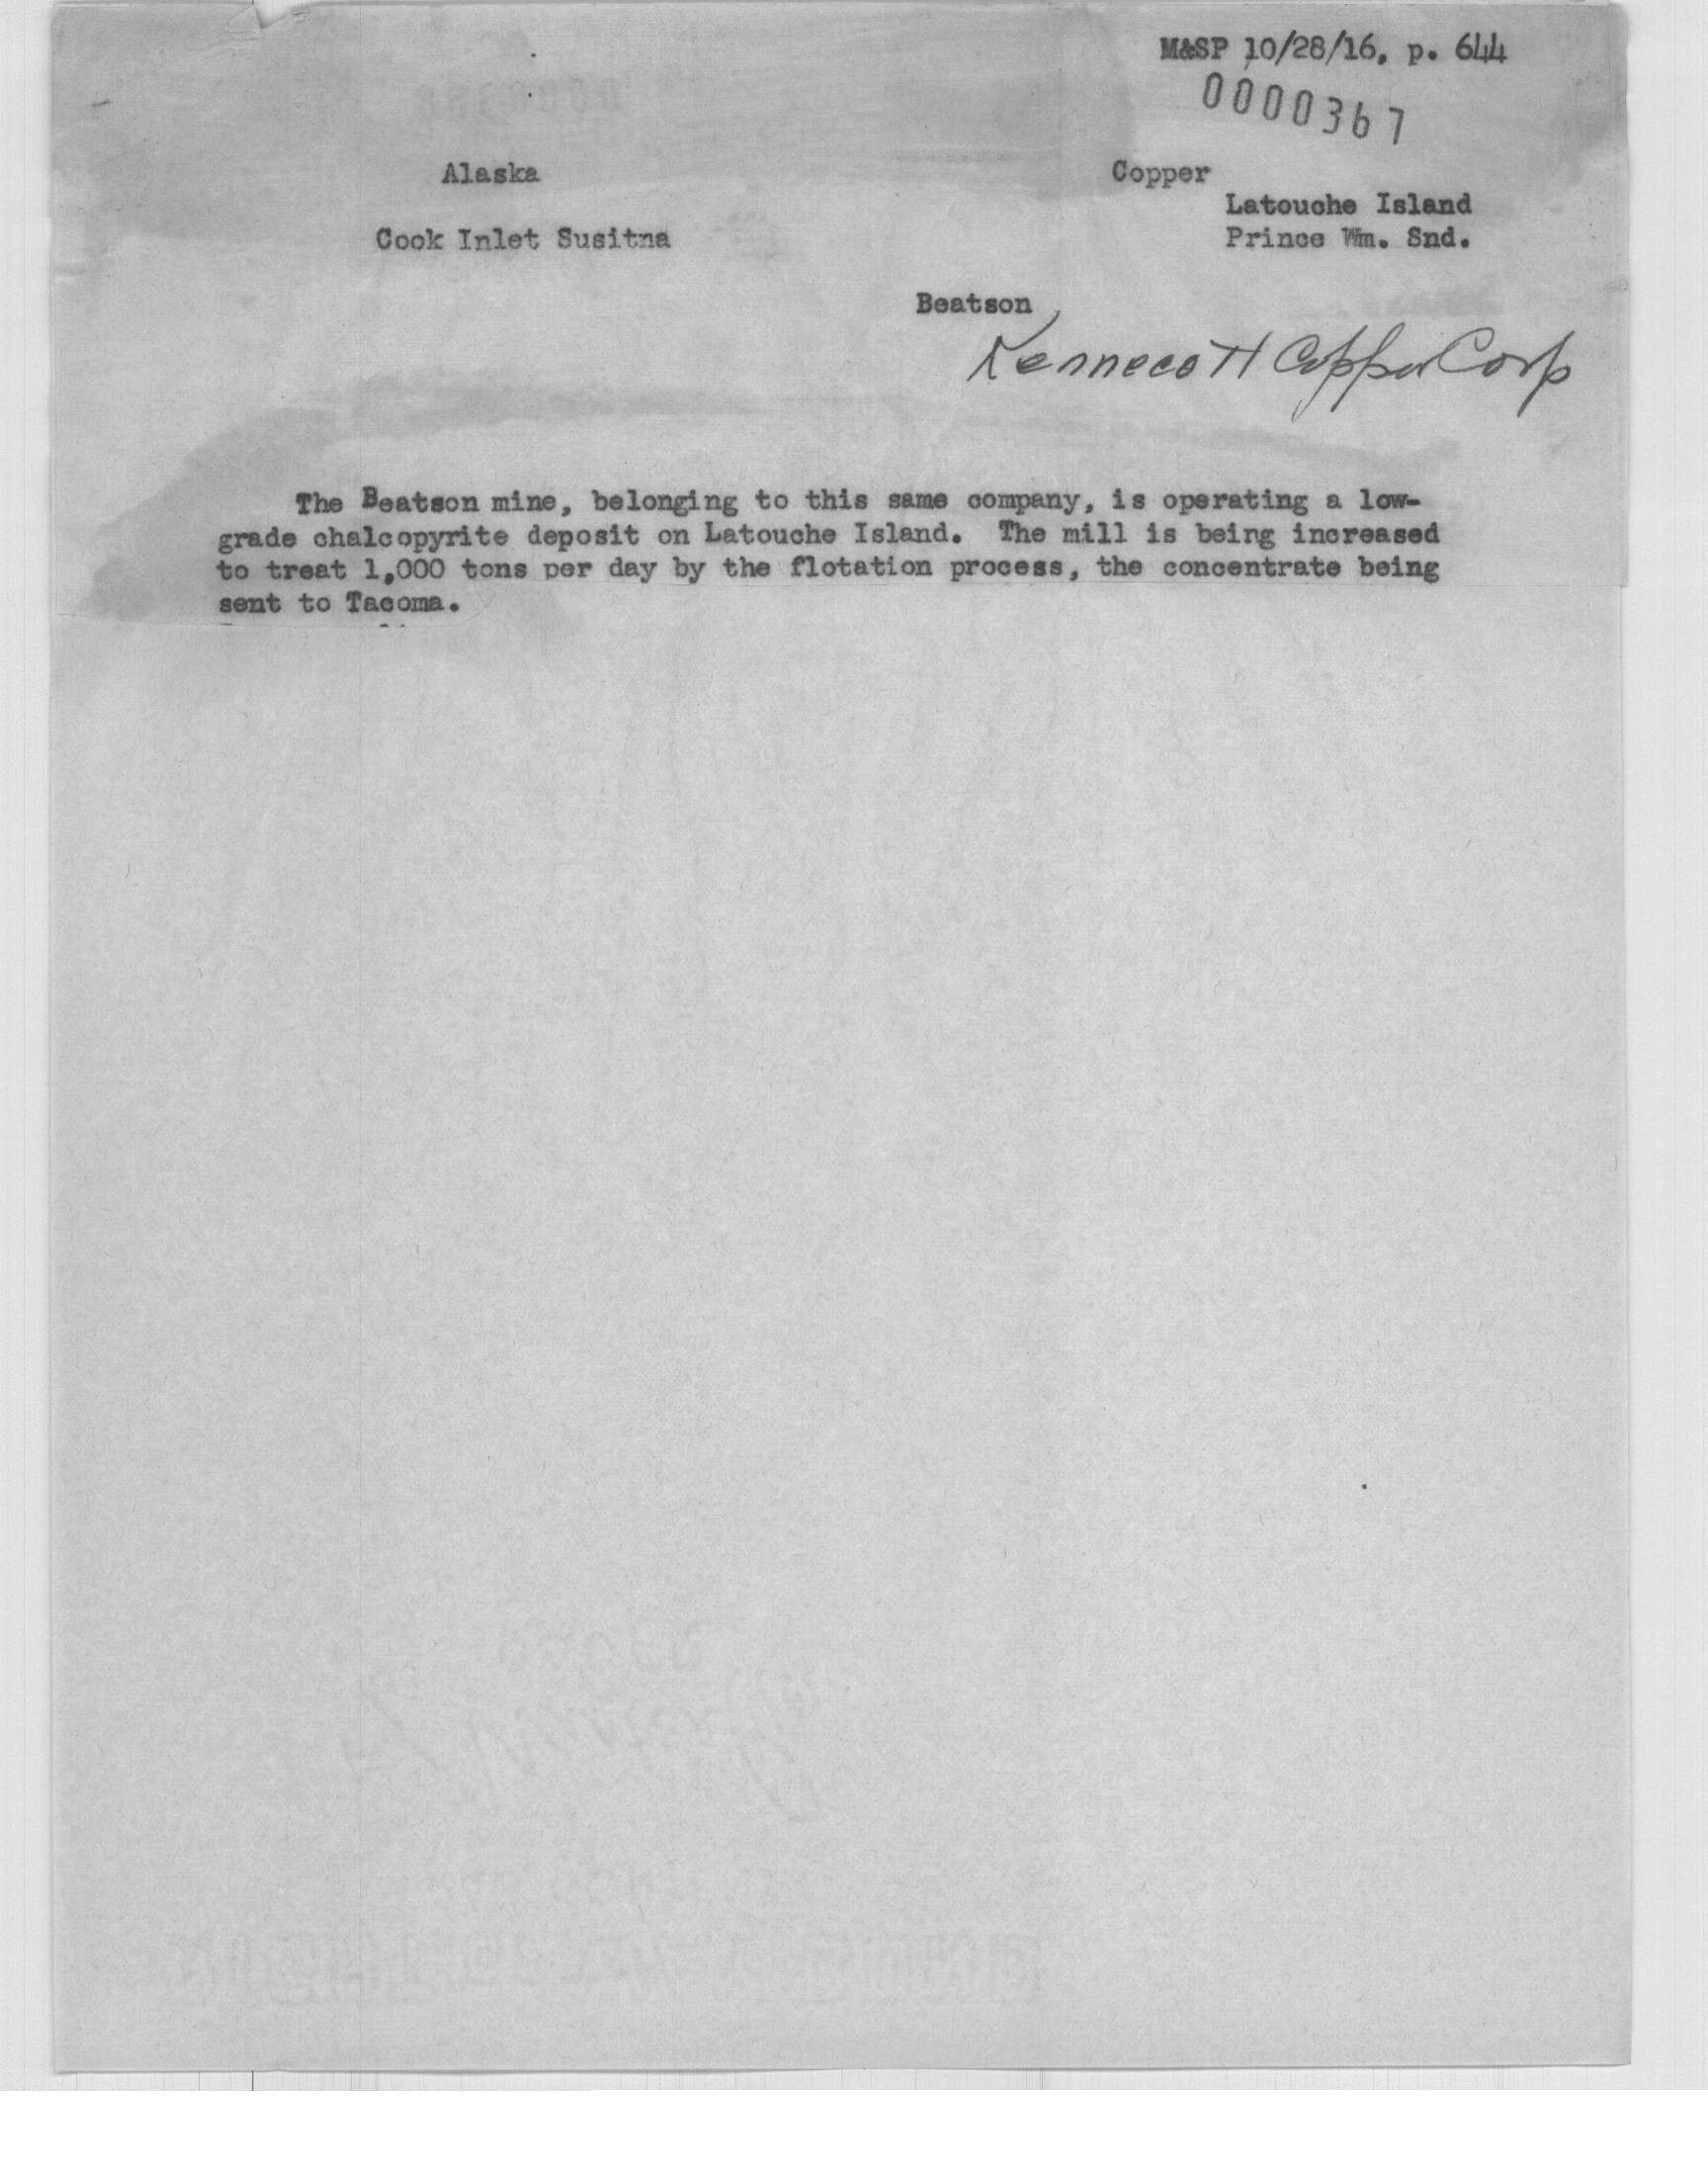 M&SP 10/28/16, p. 644
0000367
Alaska
Copper
Latouche Island
Cook Inlet Susitna
Prince Wm. Snd.
Beatson
Kennecott Copper Corp
The Beatson mine, belonging to this same company, is operating a low-
grade chalcopyrite deposit on Latouche Island. The mill is being increased
to treat 1,000 tons per day by the flotation process, the concentrate being
sent to Tacoma.